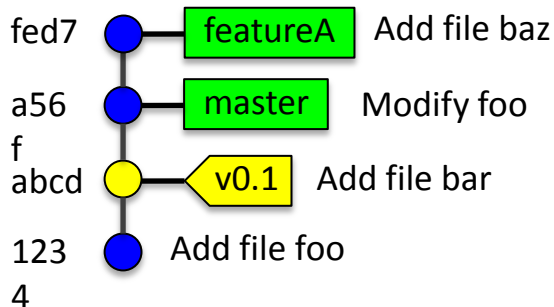 fed7 featureA Add file baz
a56
f master Modify foo
abcd v0.1 Add file bar
123
4 Add file foo